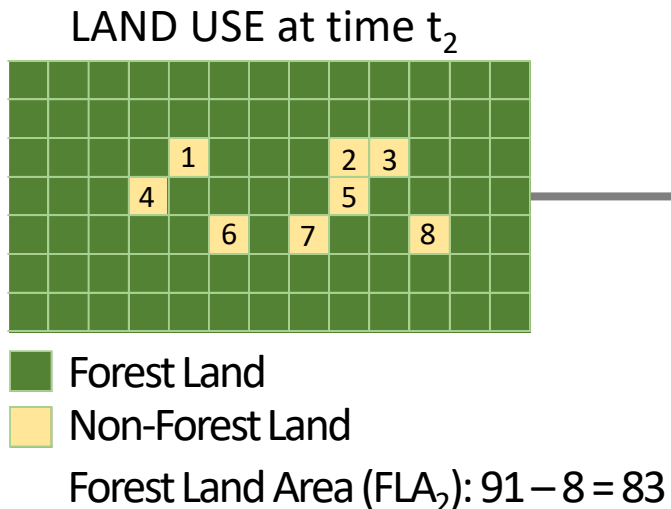 LAND USE at time t₂
1 2 3
4 5
6 7 8
Forest Land
Non-Forest Land
Forest Land Area (FLA₂): 91 – 8 = 83